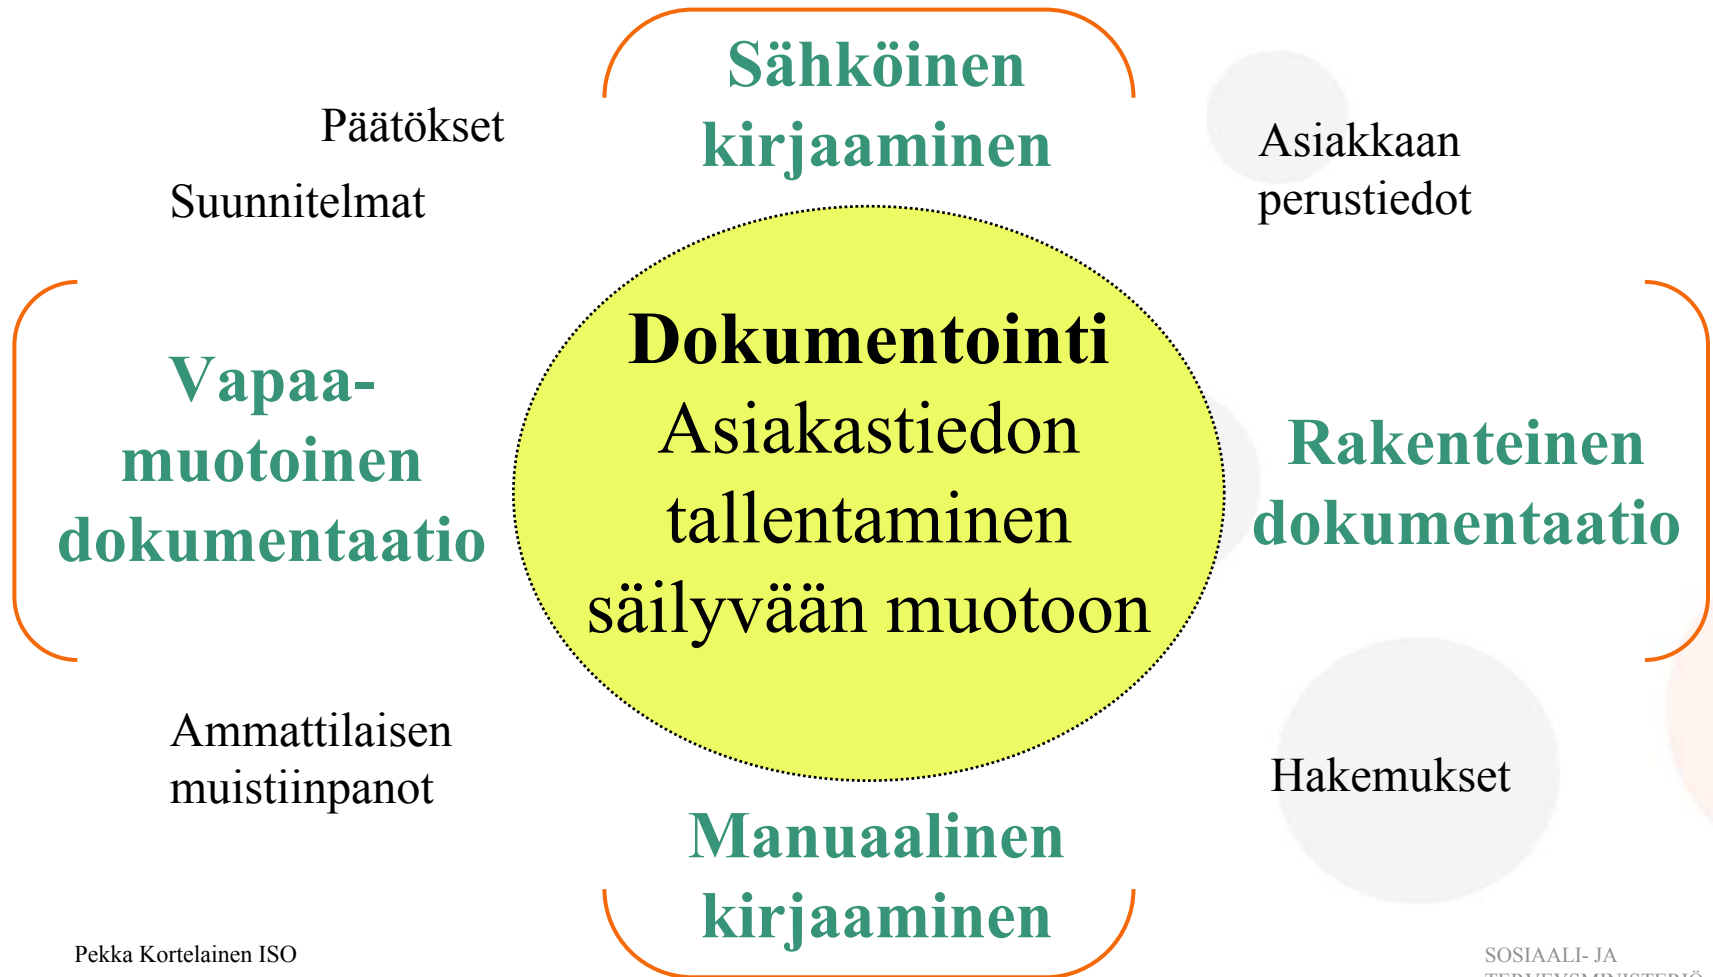 Sähköinen
kirjaaminen
Päätökset
Suunnitelmat
Asiakkaan
perustiedot
Vapaa-
muotoinen
dokumentaatio
Dokumentointi
Asiakastiedon
tallentaminen
säilyvään muotoon
Rakenteinen
dokumentaatio
Ammattilaisen
muistiinpanot
Hakemukset
Manuaalinen
kirjaaminen
Pekka Kortelainen ISO
SOSIAALI- JA
TERVEYSMINISTERIÖ